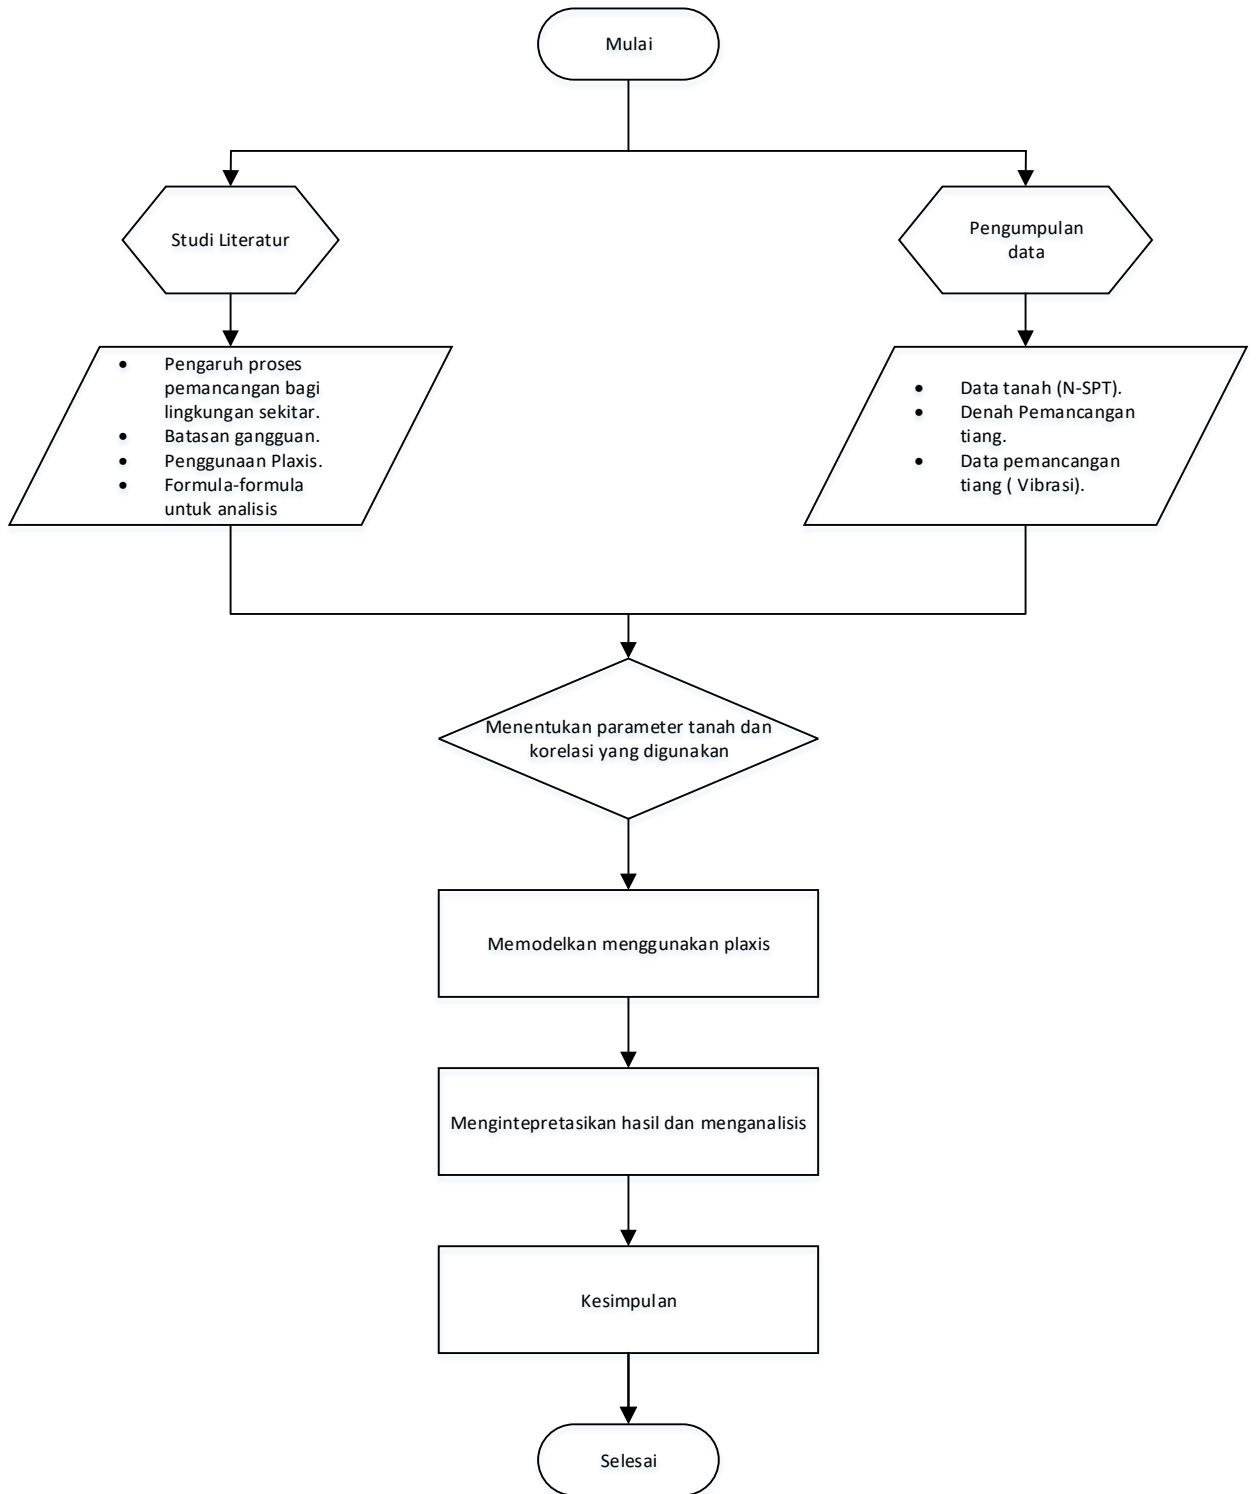 Mulai
Studi Literatur
Pengumpulan
data
• Pengaruh proses
pemancangan bagi
lingkungan sekitar.
• Batasan gangguan.
• Penggunaan Plaxis.
• Formula-formula
untuk analisis
• Data tanah (N-SPT).
• Denah Pemancangan
tiang.
• Data pemancangan
tiang ( Vibrasi).
Menentukan parameter tanah dan
korelasi yang digunakan
Memodelkan menggunakan plaxis
Mengintepretasikan hasil dan menganalisis
Kesimpulan
Selesai